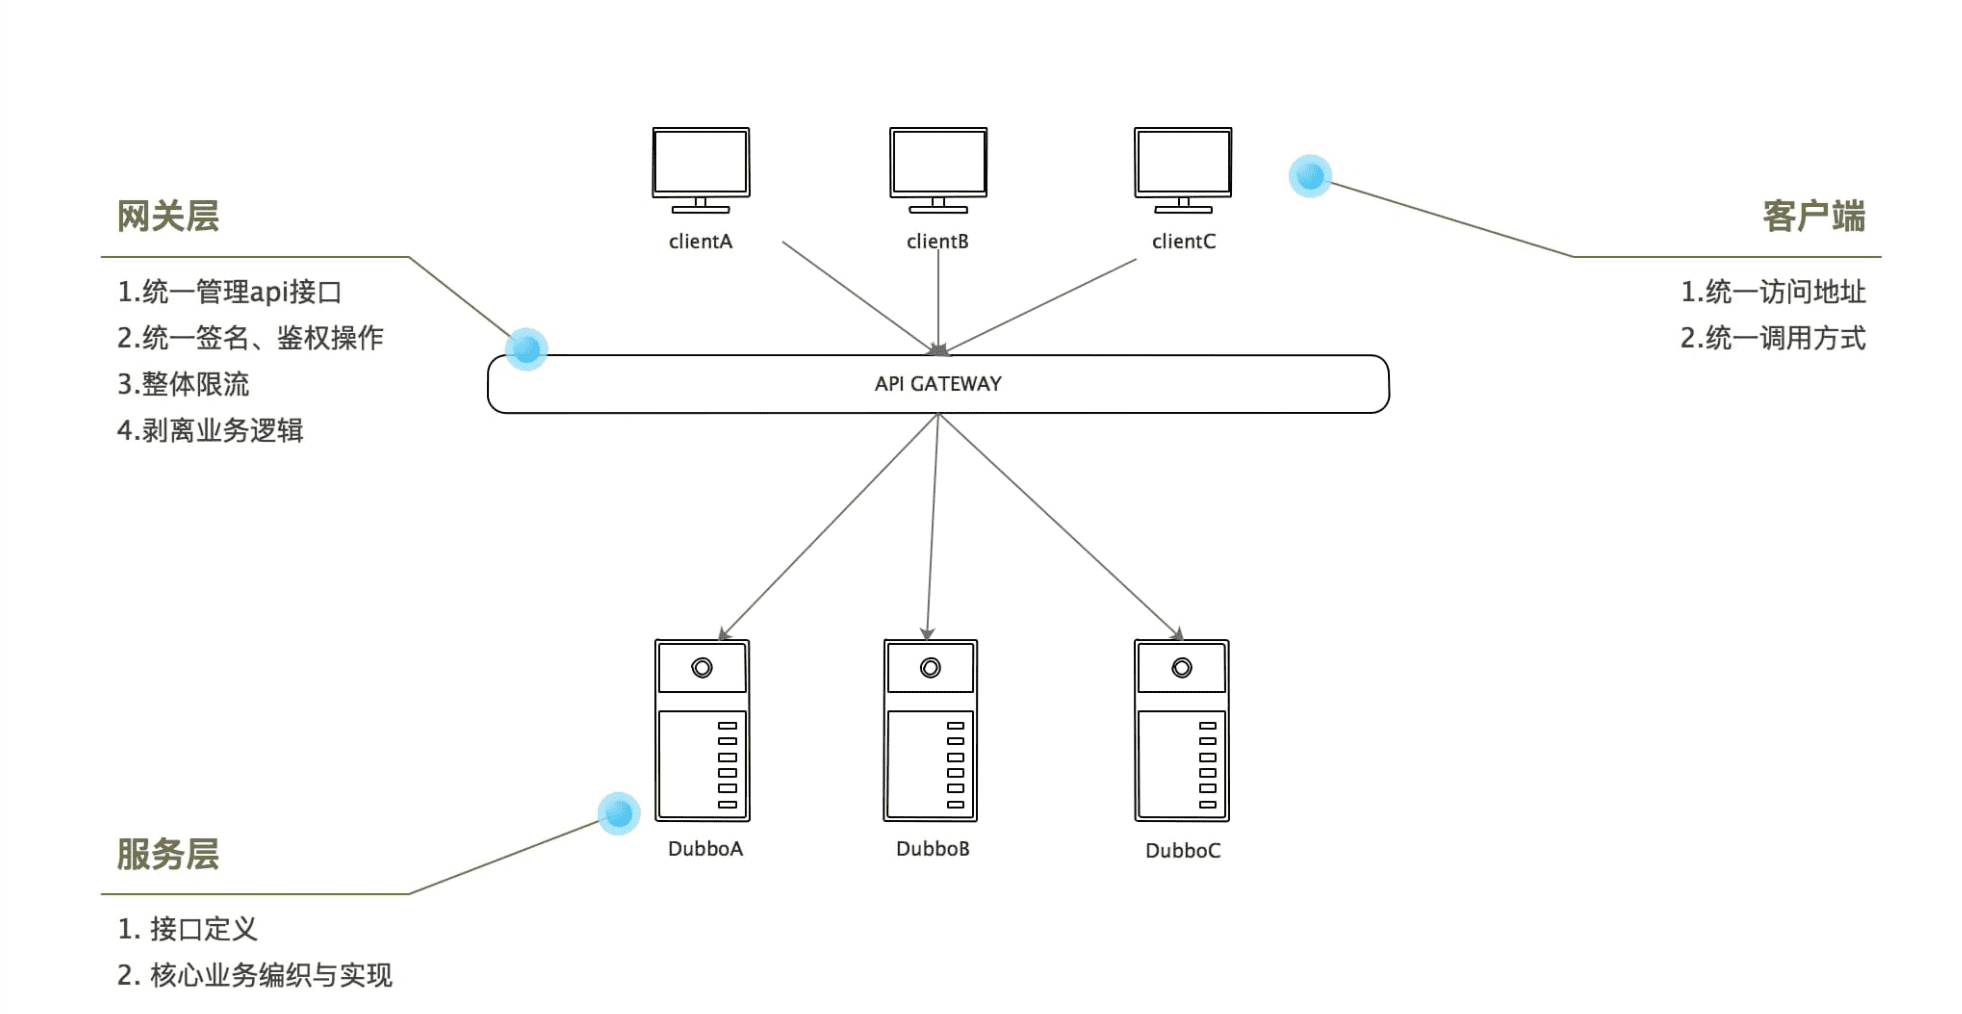 clientA
clientB
clientC
网关层
1.统一管理api接口
2.统一签名、鉴权操作
3.整体限流
4.剥离业务逻辑
客户端
1.统一访问地址
2.统一调用方式
API GATEWAY
DubboA
DubboB
DubboC
服务层
1. 接口定义
2. 核心业务编织与实现